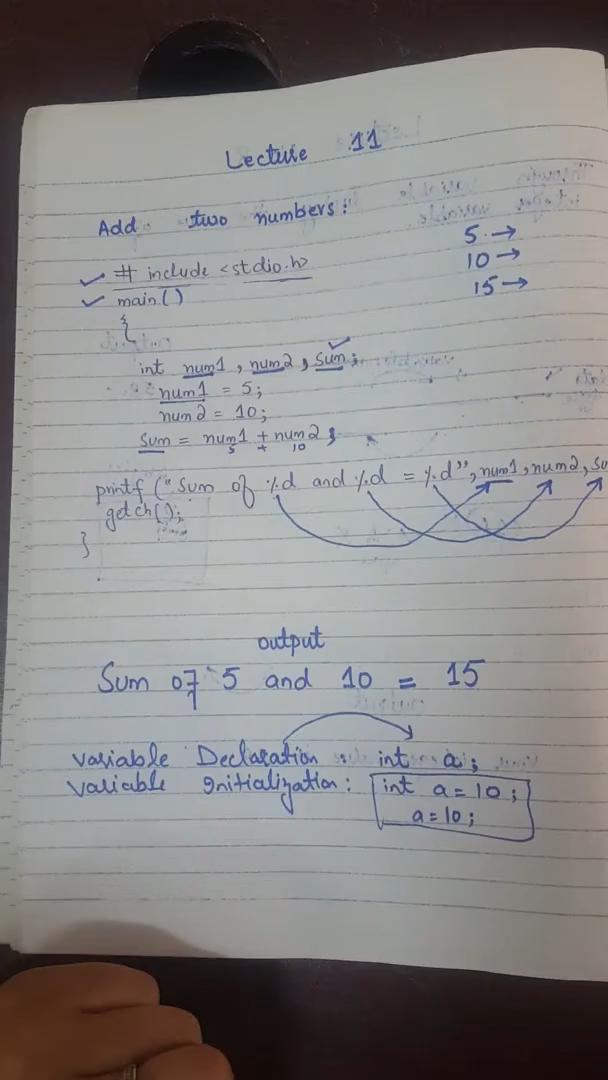 Lecture 11
Add two numbers:
5 →
10 →
15 →
# include <stdio.h>
main()
{
int num1, num2, sum;
num1 = 5;
num2 = 10;
sum = num1 + num2;
5 + 10
printf ("Sum of %d and %d = %d", num1, num2, su
getch();
}
output
Sum of 5 and 10 = 15
variable Declaration : int a;
variable Initialization : int a=10;
a=10;